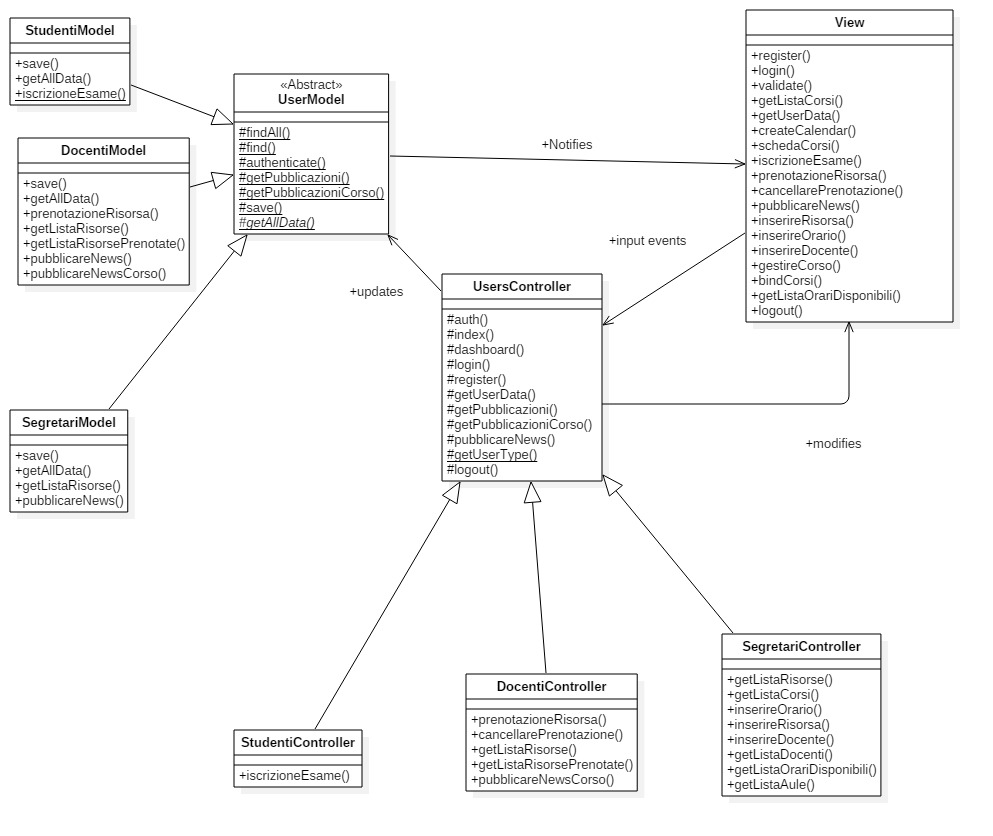 StudentiModel
+save()
+getAllData()
+iscrizioneEsame()
«Abstract»
UserModel
#findAll()
#find()
#authenticate()
#getPubblicazioni()
#getPubblicazioniCorso()
#save()
#getAllData()
View
+register()
+login()
+validate()
+getListaCorsi()
+getUserData()
+createCalendar()
+schedaCorsi()
+iscrizioneEsame()
+prenotazioneRisorsa()
+cancellarePrenotazione()
+pubblicareNews()
+inserireRisorsa()
+inserireOrario()
+inserireDocente()
+gestireCorso()
+bindCorsi()
+getListaOrariDisponibili()
+logout()
DocentiModel
+save()
+getAllData()
+prenotazioneRisorsa()
+getListaRisorse()
+getListaRisorsePrenotate()
+pubblicareNews()
+pubblicareNewsCorso()
+Notifies
+input events
+updates
UsersController
#auth()
#index()
#dashboard()
#login()
#register()
#getUserData()
#getPubblicazioni()
#getPubblicazioniCorso()
#pubblicareNews()
#getUserType()
#logout()
+modifies
SegretariModel
+save()
+getAllData()
+getListaRisorse()
+pubblicareNews()
StudentiController
+iscrizioneEsame()
DocentiController
+prenotazioneRisorsa()
+cancellarePrenotazione()
+getListaRisorse()
+getListaRisorsePrenotate()
+pubblicareNewsCorso()
SegretariController
+getListaRisorse()
+getListaCorsi()
+inserireOrario()
+inserireRisorsa()
+inserireDocente()
+getListaDocenti()
+getListaOrariDisponibili()
+getListaAule()